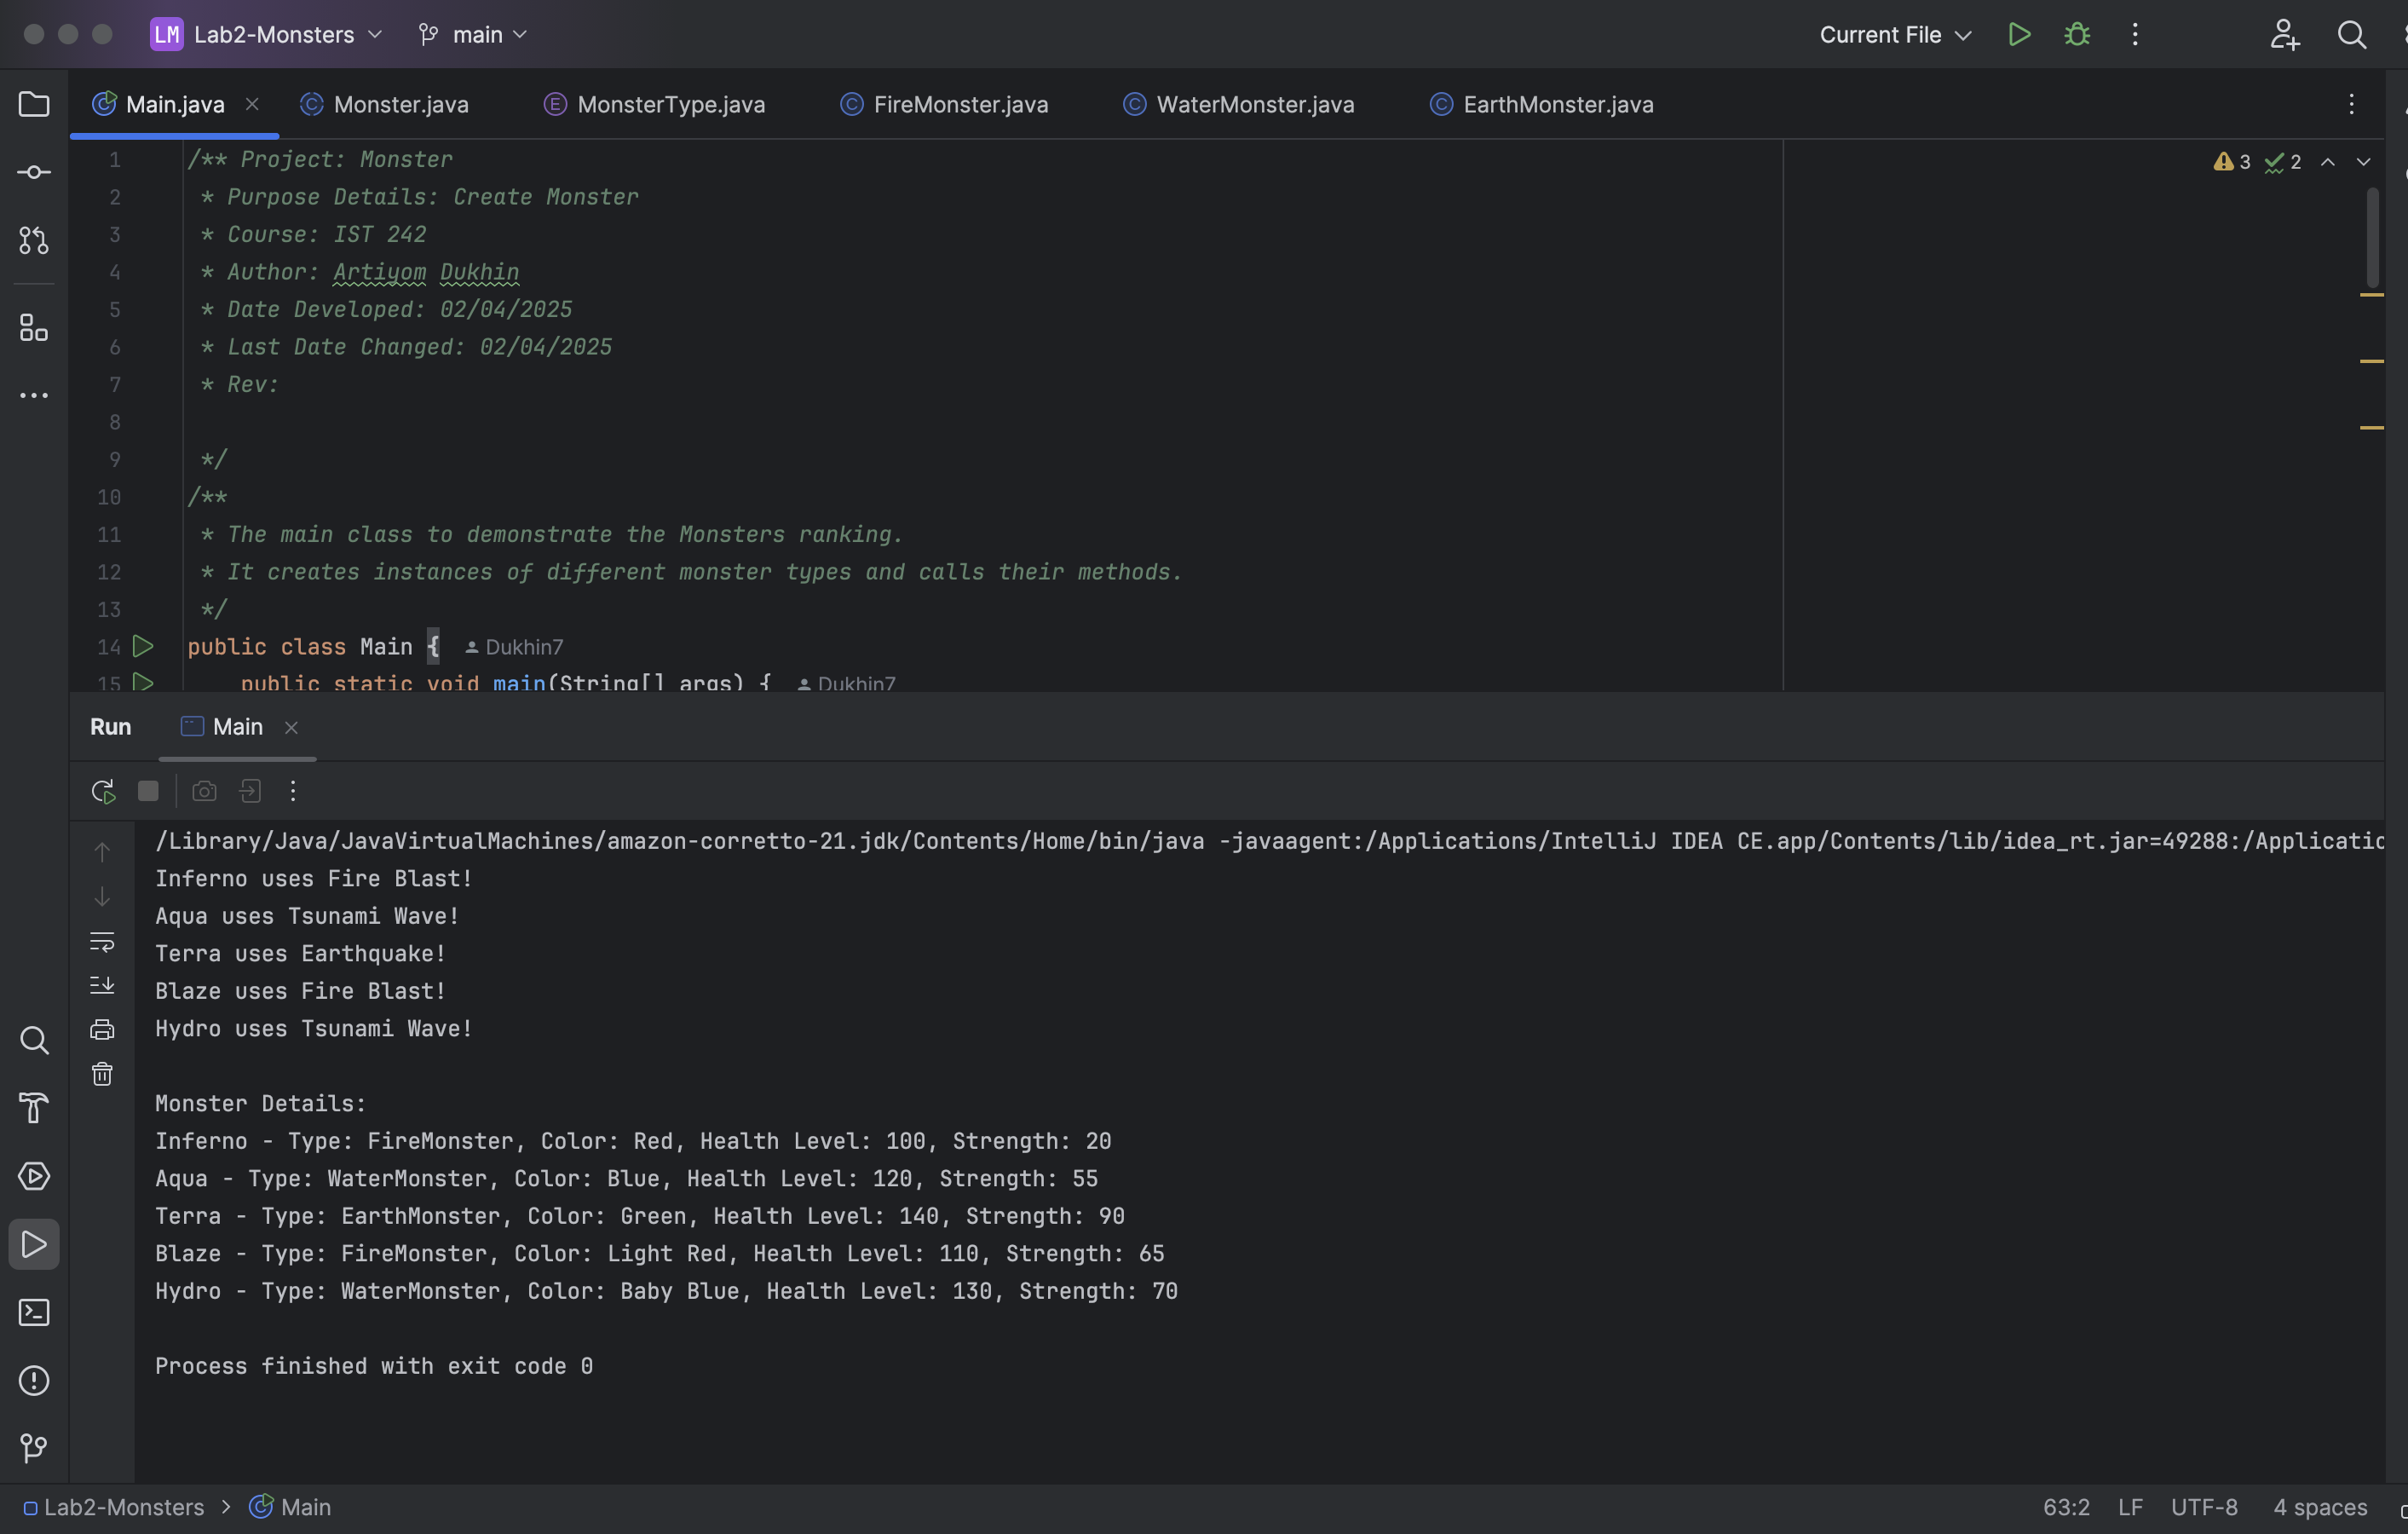 LM Lab2-Monsters main Current File
Main.java Monster.java MonsterType.java FireMonster.java WaterMonster.java EarthMonster.java
3 2
1 /** Project: Monster
2 * Purpose Details: Create Monster
3 * Course: IST 242
4 * Author: Artiyom Dukhin
5 * Date Developed: 02/04/2025
6 * Last Date Changed: 02/04/2025
7 * Rev:
8
9 */
10 /**
11 * The main class to demonstrate the Monsters ranking.
12 * It creates instances of different monster types and calls their methods.
13 */
14 public class Main { Dukhin7
15 public static void main(String[] args) { Dukhin7
Run Main
/Library/Java/JavaVirtualMachines/amazon-corretto-21.jdk/Contents/Home/bin/java -javaagent:/Applications/IntelliJ IDEA CE.app/Contents/lib/idea_rt.jar=49288:/Applicatio
Inferno uses Fire Blast!
Aqua uses Tsunami Wave!
Terra uses Earthquake!
Blaze uses Fire Blast!
Hydro uses Tsunami Wave!
Monster Details:
Inferno - Type: FireMonster, Color: Red, Health Level: 100, Strength: 20
Aqua - Type: WaterMonster, Color: Blue, Health Level: 120, Strength: 55
Terra - Type: EarthMonster, Color: Green, Health Level: 140, Strength: 90
Blaze - Type: FireMonster, Color: Light Red, Health Level: 110, Strength: 65
Hydro - Type: WaterMonster, Color: Baby Blue, Health Level: 130, Strength: 70
Process finished with exit code 0
Lab2-Monsters > Main 63:2 LF UTF-8 4 spaces